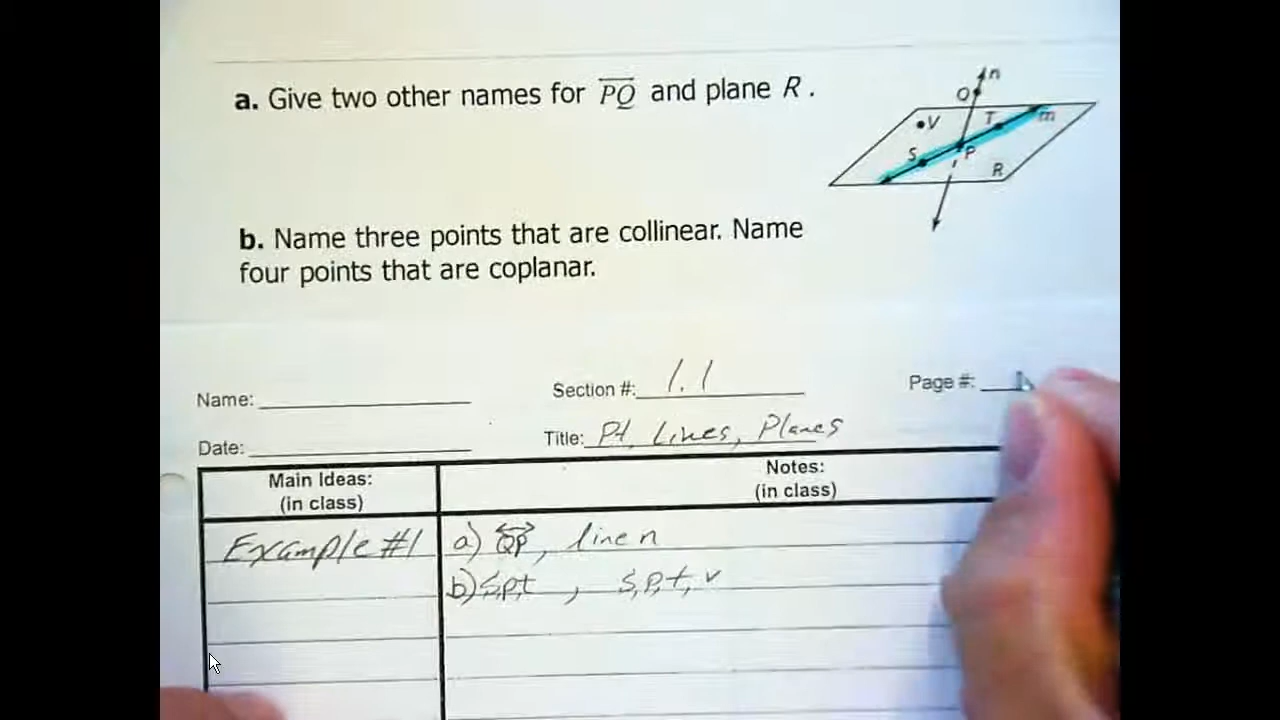 a. Give two other names for PQ and plane R .
n
Q
V
T
m
S
P
R
b. Name three points that are collinear. Name
four points that are coplanar.
Name:
Section #: 1.1
Page #:
Date:
Title: Pt, Lines, Planes
Main Ideas:
(in class)
Notes:
(in class)
Example #1
a) QP, line n
b) S,P,t , S,P,t, v